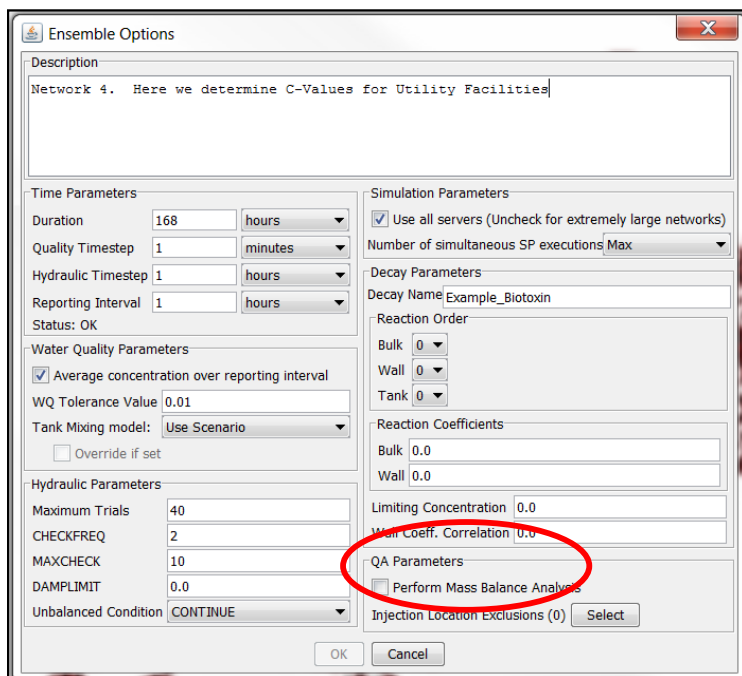 Ensemble Options
Description
Network 4.  Here we determine C-Values for Utility Facilities
Time Parameters
Duration 168 hours
Quality Timestep 1 minutes
Hydraulic Timestep 1 hours
Reporting Interval 1 hours
Status: OK
Water Quality Parameters
Average concentration over reporting interval
WQ Tolerance Value 0.01
Tank Mixing model: Use Scenario
Override if set
Hydraulic Parameters
Maximum Trials 40
CHECKFREQ 2
MAXCHECK 10
DAMPLIMIT 0.0
Unbalanced Condition CONTINUE
Simulation Parameters
Use all servers (Uncheck for extremely large networks)
Number of simultaneous SP executions Max
Decay Parameters
Decay Name Example_Biotoxin
Reaction Order
Bulk 0
Wall 0
Tank 0
Reaction Coefficients
Bulk 0.0
Wall 0.0
Limiting Concentration 0.0
Wall Coeff. Correlation 0.0
QA Parameters
Perform Mass Balance Analysis
Injection Location Exclusions (0) Select
OK Cancel